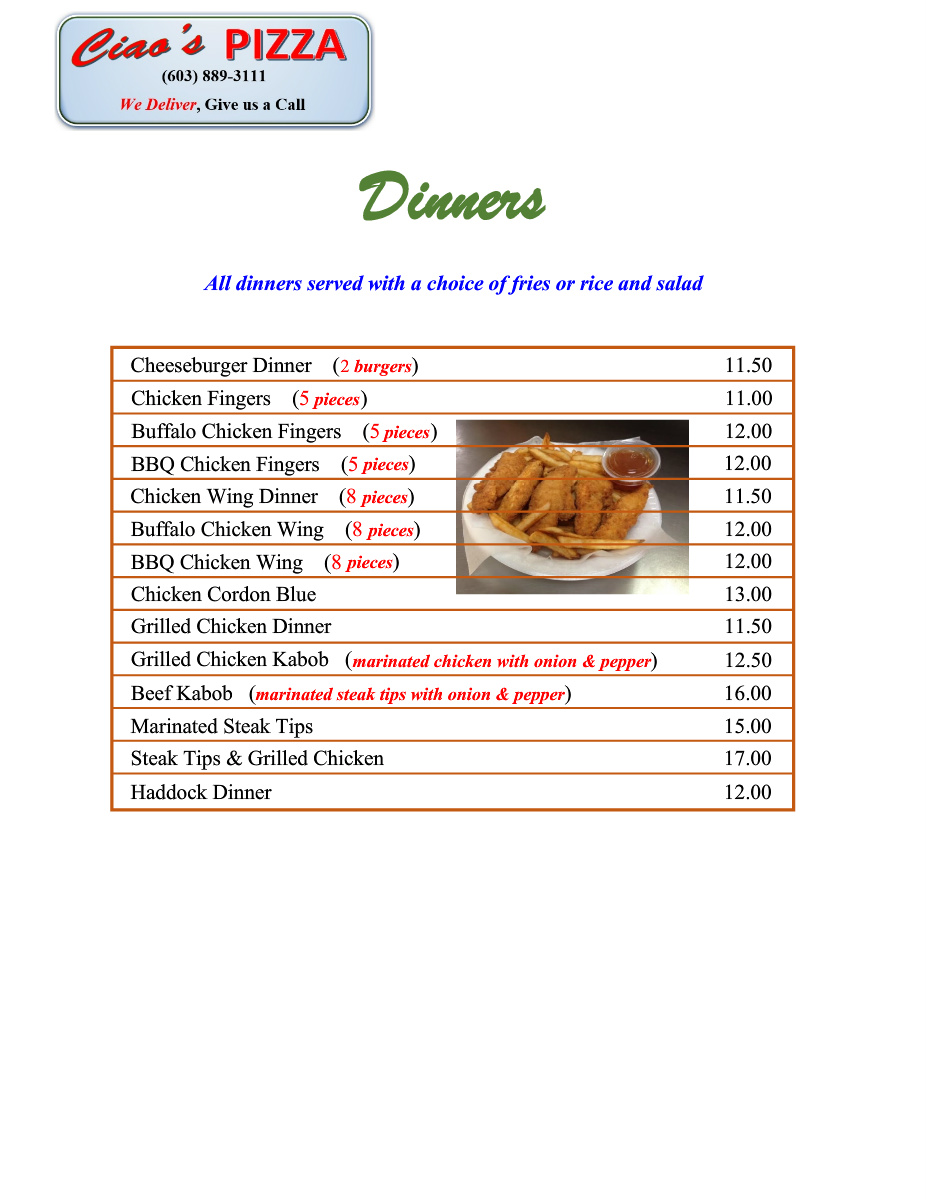 Ciao's PIZZA
(603) 889-3111
We Deliver, Give us a Call
Dinners
All dinners served with a choice of fries or rice and salad
Cheeseburger Dinner (2 burgers) 11.50
Chicken Fingers (5 pieces) 11.00
Buffalo Chicken Fingers (5 pieces) 12.00
BBQ Chicken Fingers (5 pieces) 12.00
Chicken Wing Dinner (8 pieces) 11.50
Buffalo Chicken Wing (8 pieces) 12.00
BBQ Chicken Wing (8 pieces) 12.00
Chicken Cordon Blue 13.00
Grilled Chicken Dinner 11.50
Grilled Chicken Kabob (marinated chicken with onion & pepper) 12.50
Beef Kabob (marinated steak tips with onion & pepper) 16.00
Marinated Steak Tips 15.00
Steak Tips & Grilled Chicken 17.00
Haddock Dinner 12.00